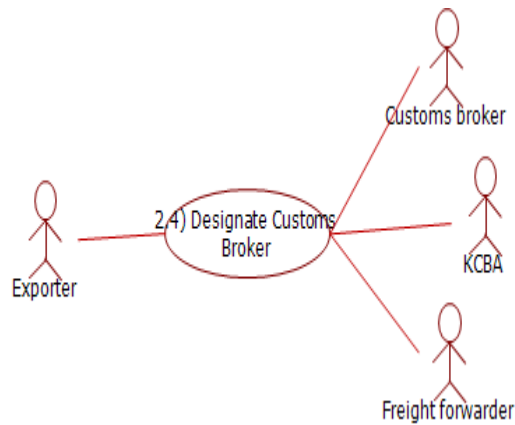 Customs broker
2,4) Designate Customs
Broker
KCBA
Exporter
Freight forwarder